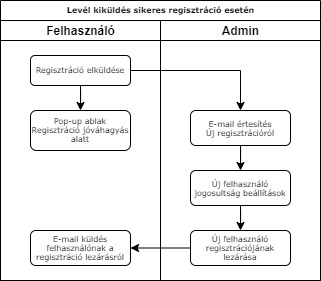 Levél kiküldés sikeres regisztráció esetén
Felhasználó
Admin
Regisztráció elküldése
Pop-up ablak
Regisztráció jóváhagyás
alatt
E-mail értesítés
Új regisztrációról
Új felhasználó
jogosultság beállítások
E-mail küldés
felhasználónak a
regisztráció lezárásról
Új felhasználó
regisztrációjának
lezárása